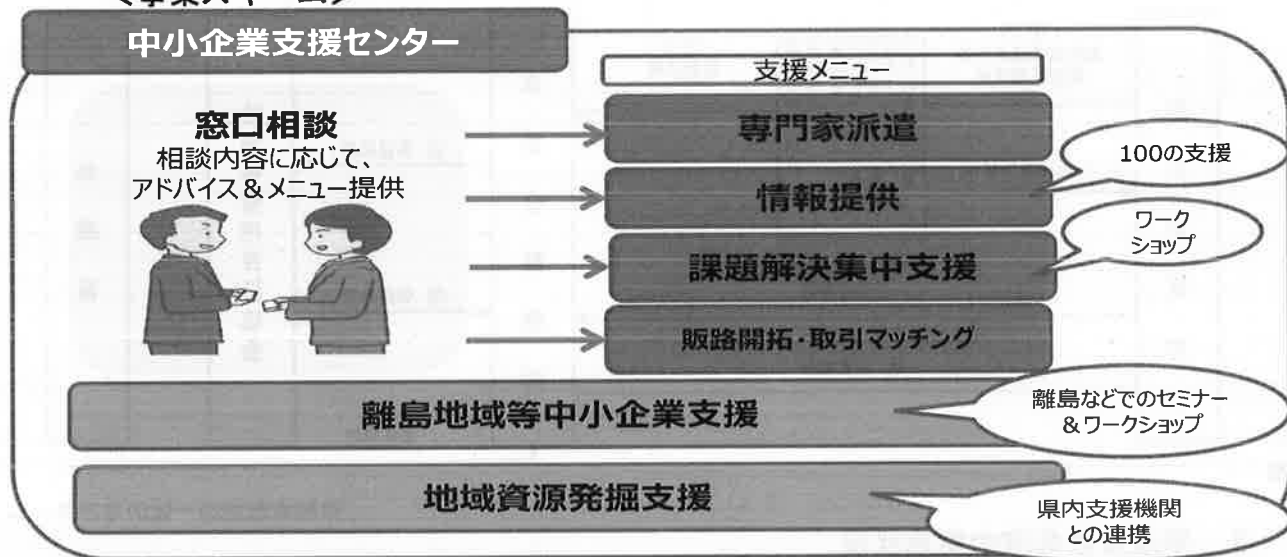 中小企業支援センター
支援メニュー
窓口相談
相談内容に応じて、
アドバイス＆メニュー提供
専門家派遣
100の支援
情報提供
ワーク
ショップ
課題解決集中支援
販路開拓・取引マッチング
離島地域等中小企業支援
離島などでのセミナー
＆ワークショップ
地域資源発掘支援
県内支援機関
との連携